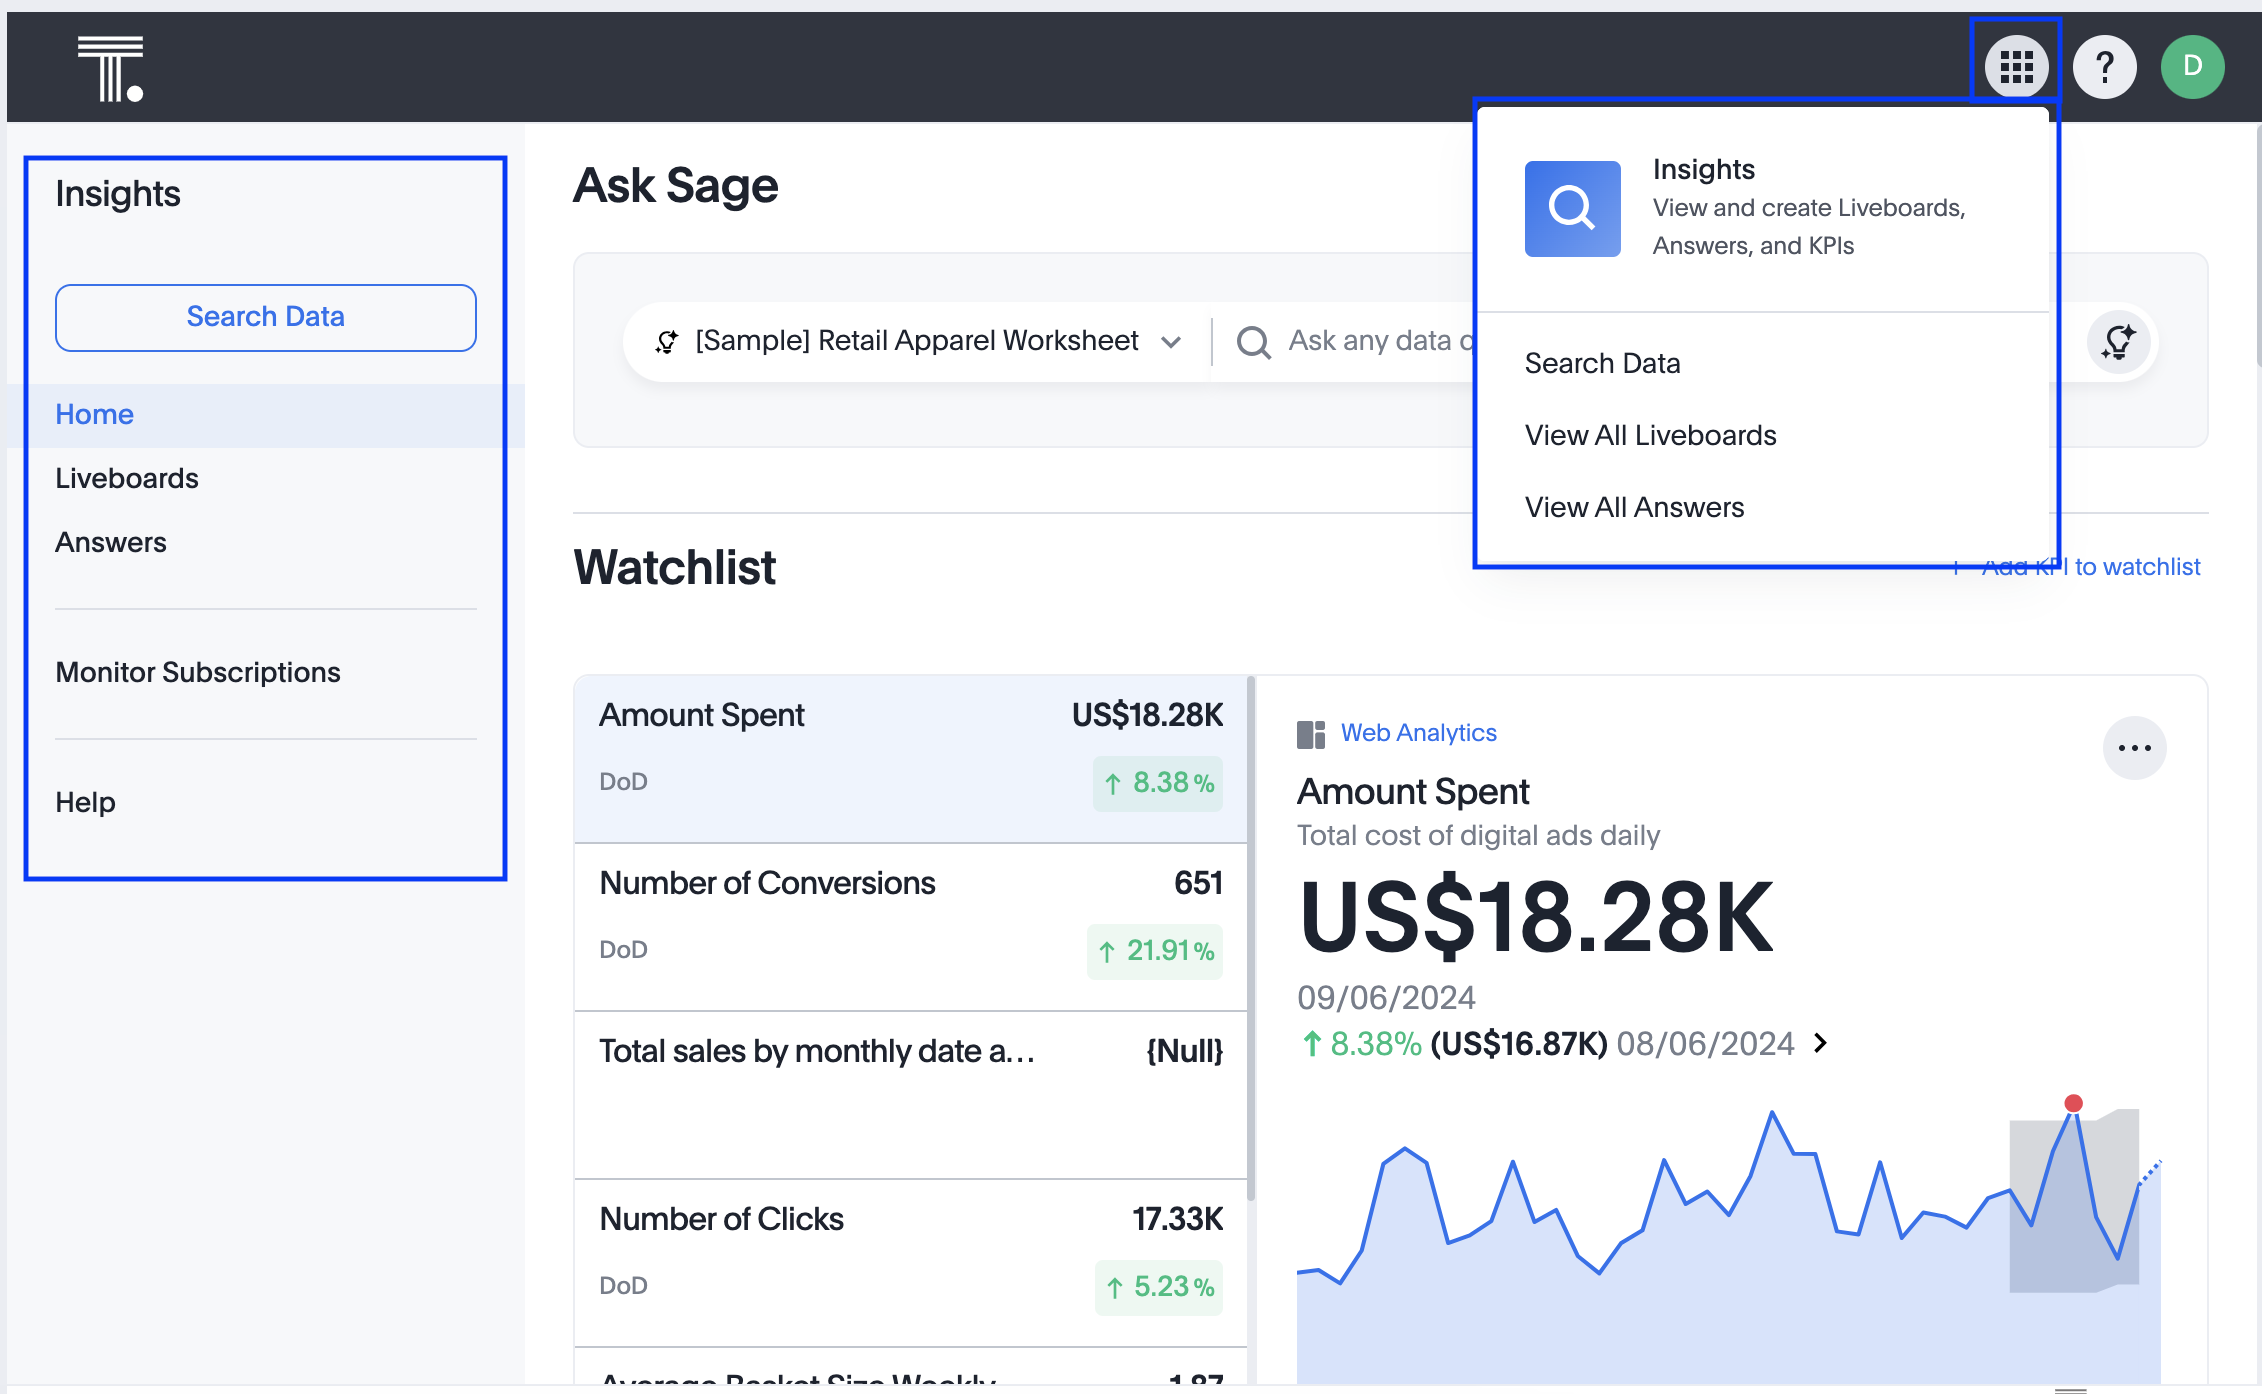 T.
?
D
Insights
Search Data
Home
Liveboards
Answers
Monitor Subscriptions
Help
Ask Sage
[Sample] Retail Apparel Worksheet
Ask any data
Insights
View and create Liveboards,
Answers, and KPIs
Search Data
View All Liveboards
View All Answers
Watchlist
+ Add KPI to watchlist
Amount Spent US$18.28K
DoD ↑ 8.38%
Number of Conversions 651
DoD ↑ 21.91%
Total sales by monthly date a... {Null}
Number of Clicks 17.33K
DoD ↑ 5.23%
Average Basket Size Weekly 1.87
Web Analytics
Amount Spent
Total cost of digital ads daily
US$18.28K
09/06/2024
↑ 8.38% (US$16.87K) 08/06/2024